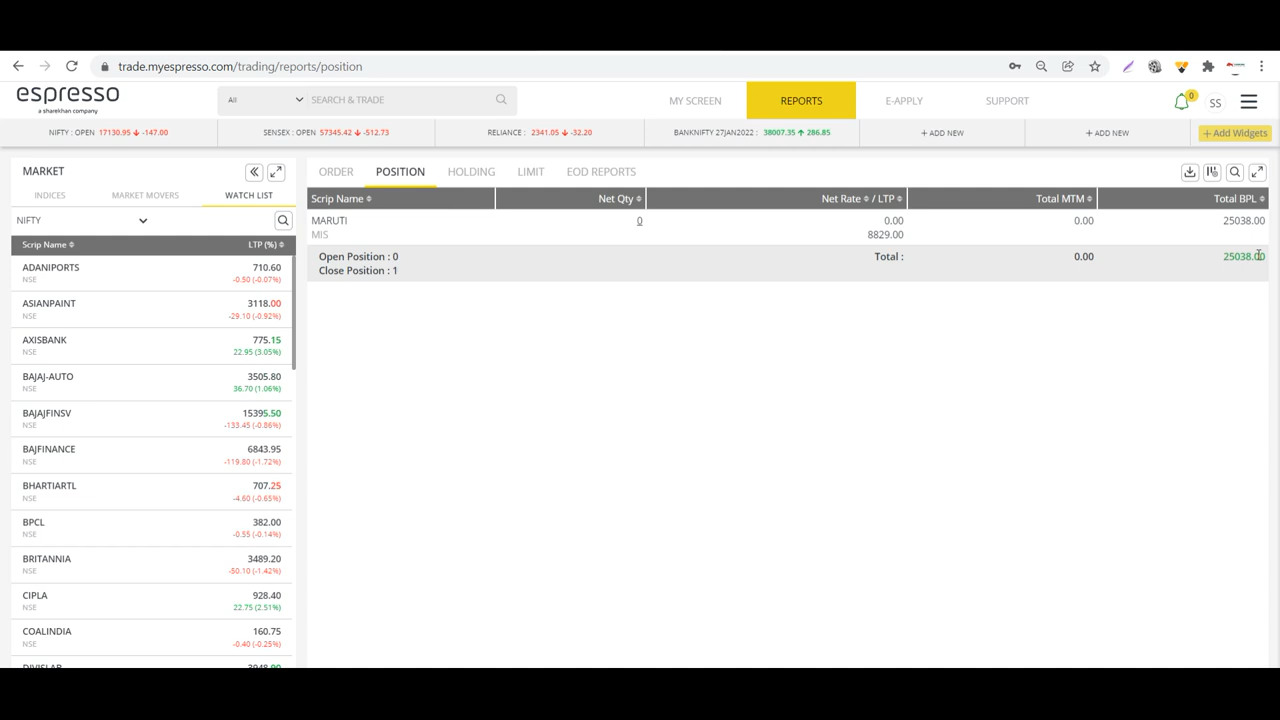 trade.myespresso.com/trading/reports/position
espresso
a sharekhan company
All
SEARCH & TRADE
MY SCREEN
REPORTS
E-APPLY
SUPPORT
0
SS
NIFTY : OPEN 17130.95 -147.00
SENSEX : OPEN 57345.42 -512.73
RELIANCE : 2341.05 -32.20
BANKNIFTY 27JAN2022 : 38007.35 286.85
+ ADD NEW
+ ADD NEW
+ Add Widgets
MARKET
INDICES MARKET MOVERS WATCH LIST
NIFTY
Scrip Name LTP (%)
ADANIPORTS 710.60
NSE -0.50 (-0.07%)
ASIANPAINT 3118.00
NSE -29.10 (-0.92%)
AXISBANK 775.15
NSE 22.95 (3.05%)
BAJAJ-AUTO 3505.80
NSE 36.70 (1.06%)
BAJAJFINSV 15395.50
NSE -133.45 (-0.86%)
BAJFINANCE 6843.95
NSE -119.80 (-1.72%)
BHARTIARTL 707.25
NSE -4.60 (-0.65%)
BPCL 382.00
NSE -0.55 (-0.14%)
BRITANNIA 3489.20
NSE -50.10 (-1.42%)
CIPLA 928.40
NSE 22.75 (2.51%)
COALINDIA 160.75
NSE -0.40 (-0.25%)
ORDER POSITION HOLDING LIMIT EOD REPORTS
Scrip Name Net Qty Net Rate / LTP Total MTM Total BPL
MARUTI 0 0.00 0.00 25038.00
MIS 8829.00
Open Position : 0 Total : 0.00 25038.00
Close Position : 1